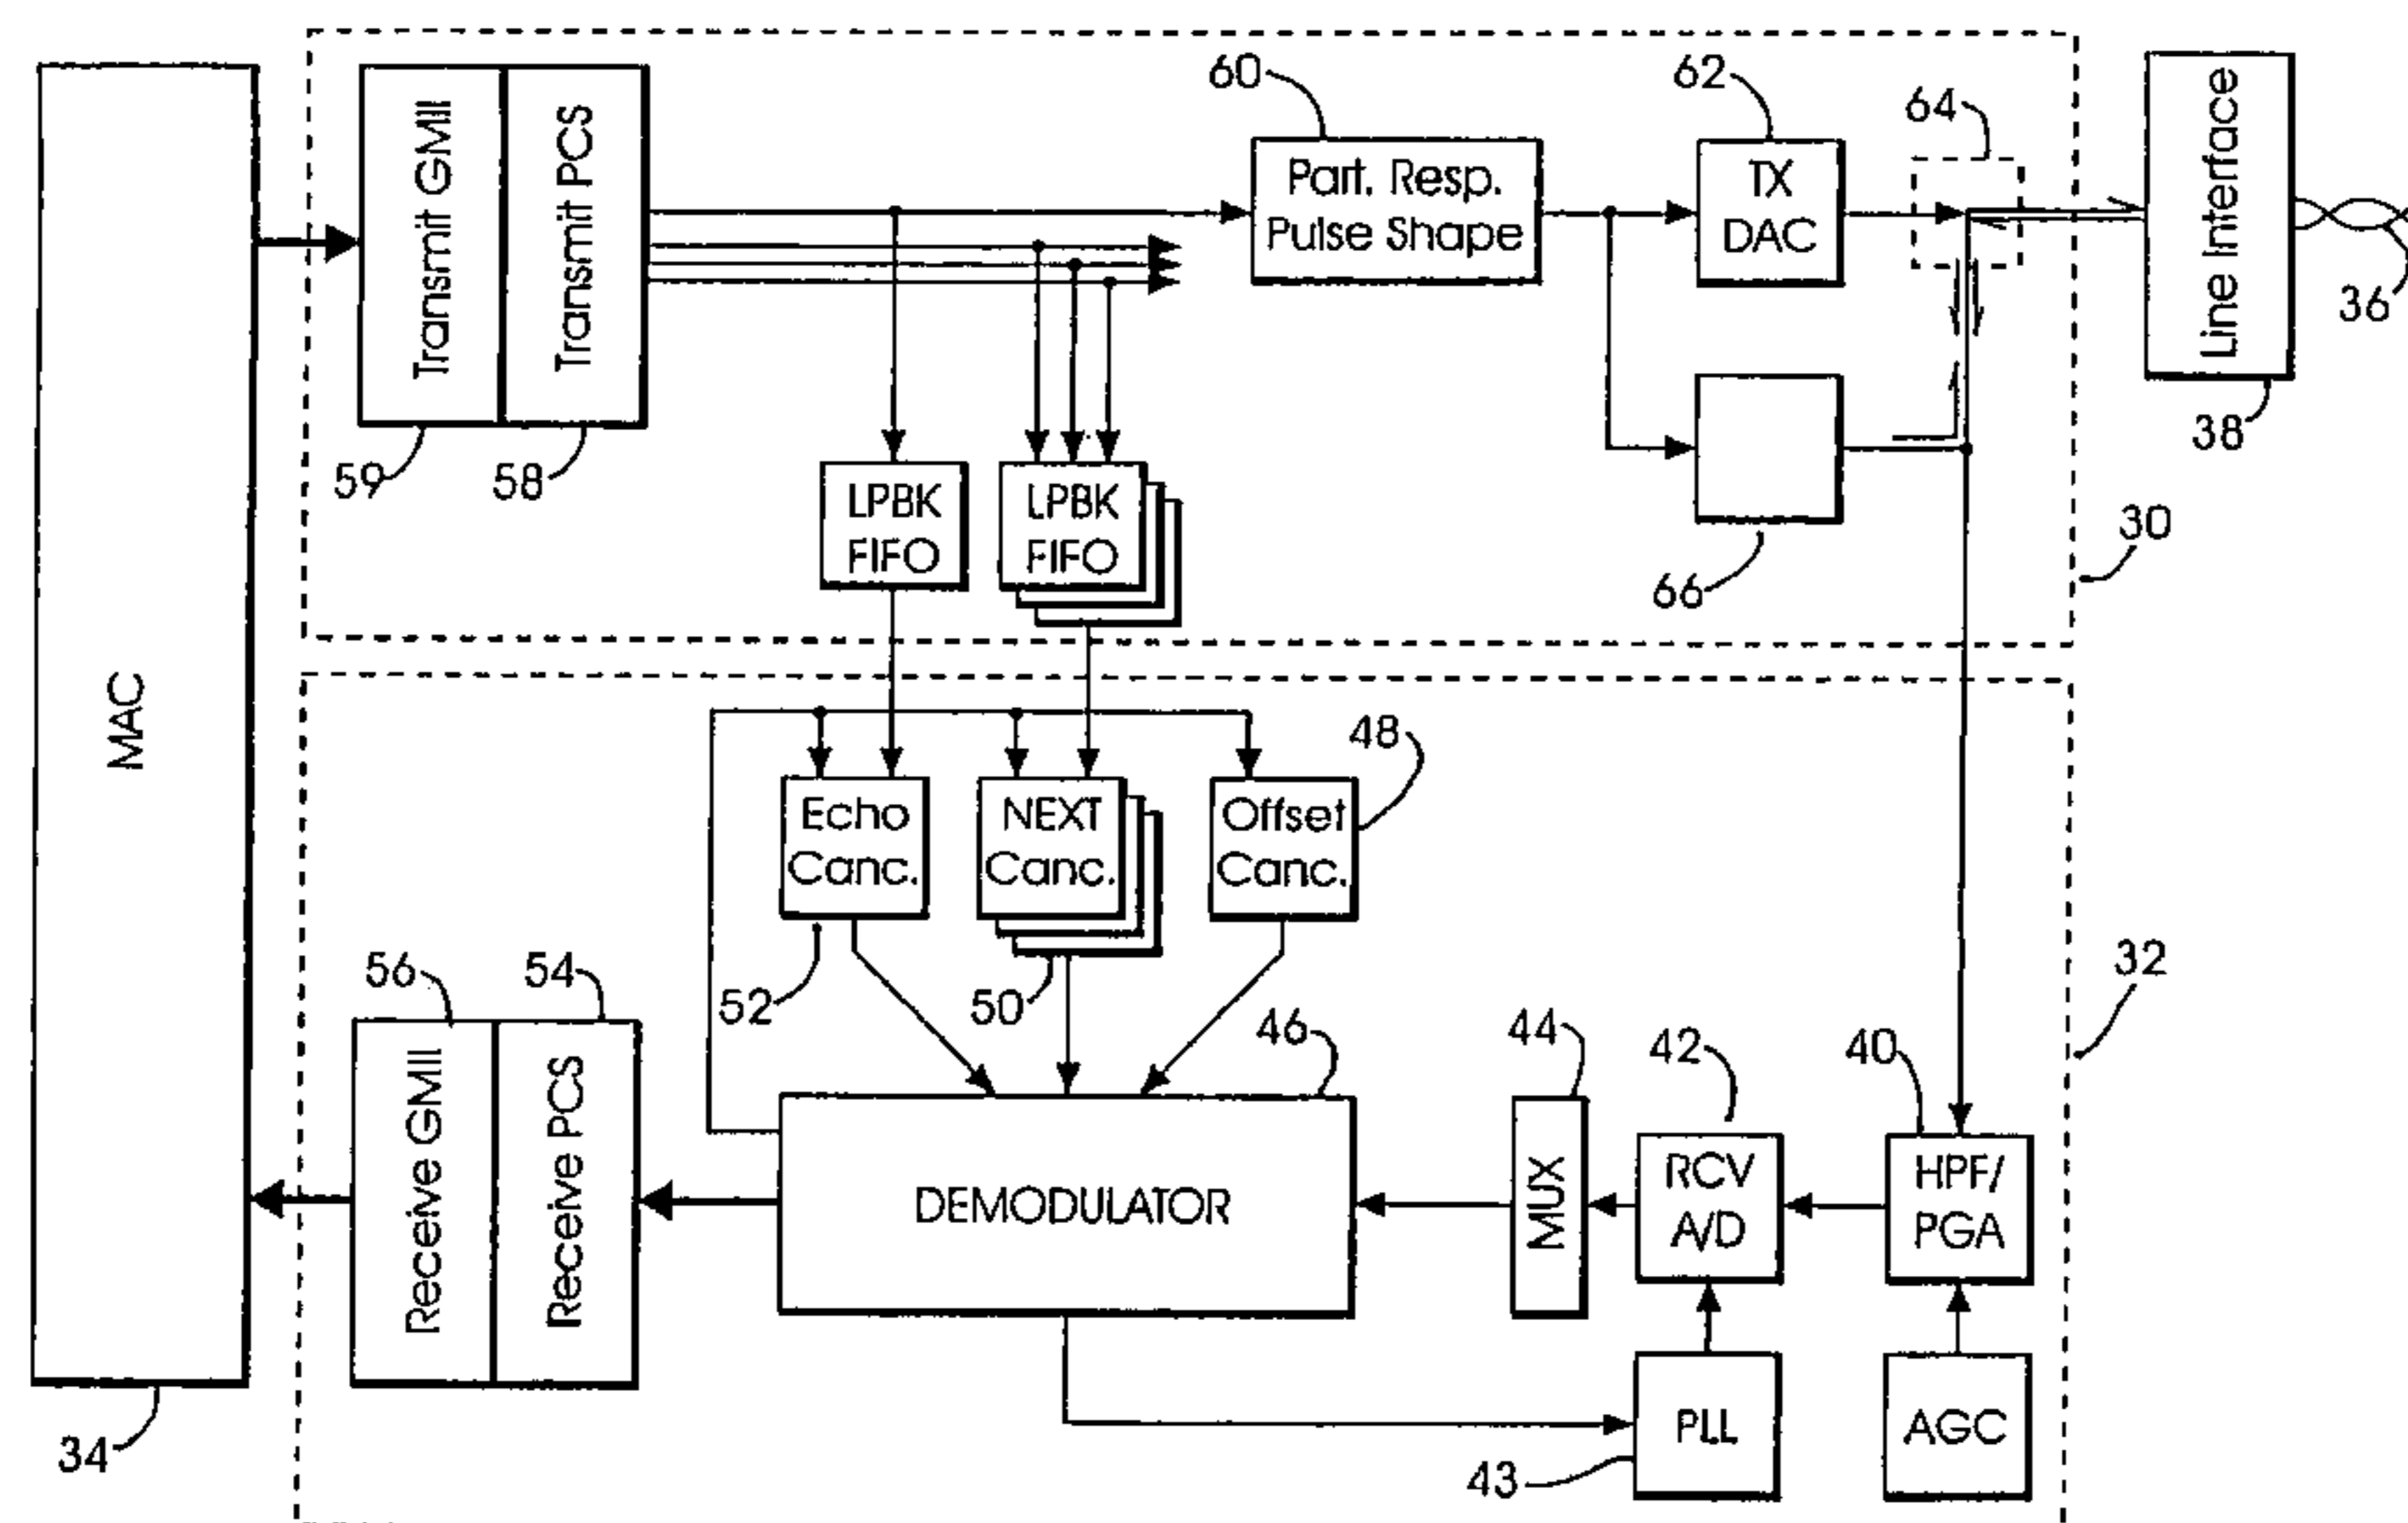 60
62
64
Transmit GMII
Transmit PCS
Part. Resp.
Pulse Shape
TX
DAC
Line Interface
36
38
59
58
LPBK
FIFO
LPBK
FIFO
66
30
MAC
48
Echo
Canc.
NEXT
Canc.
Offset
Canc.
32
56
54
52
50
46
44
42
40
Receive GMII
Receive PCS
DEMODULATOR
MUX
RCV
A/D
HPF/
PGA
34
43
PLL
AGC